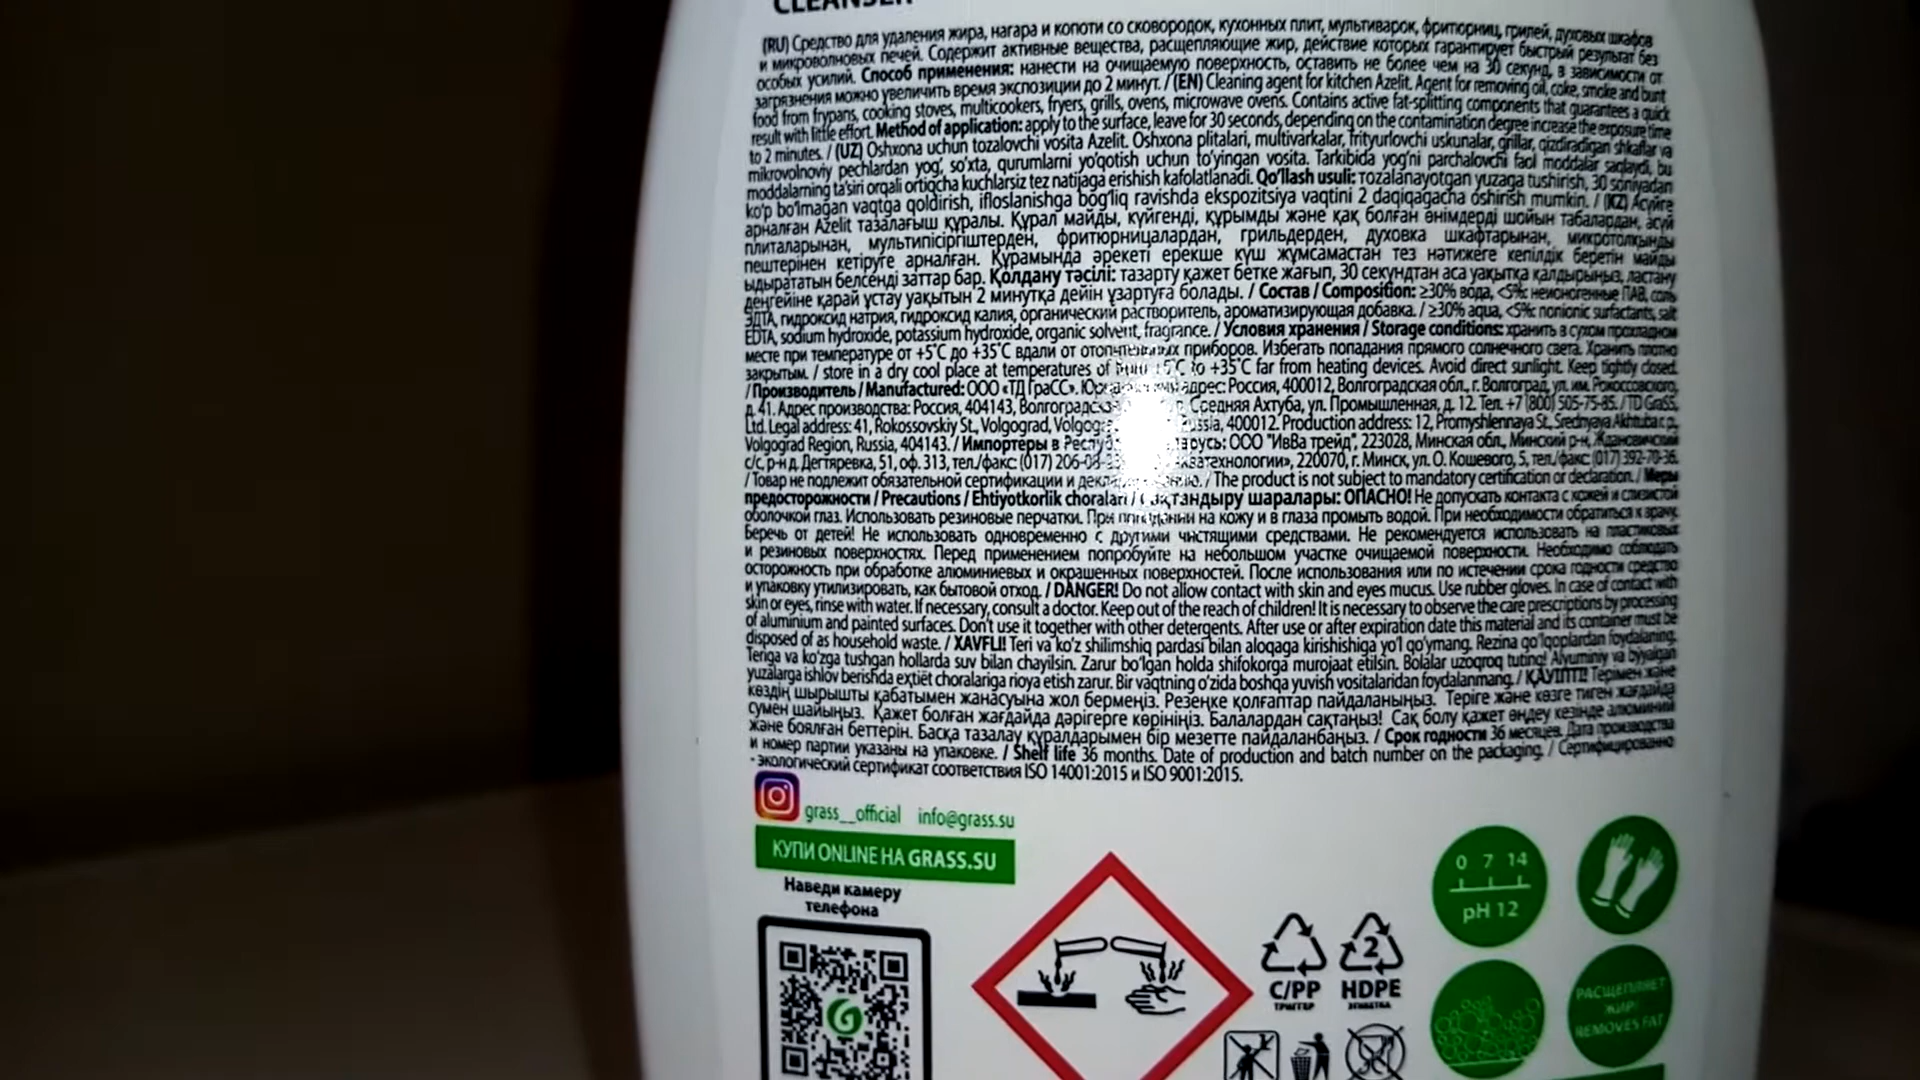 CLEANSER
(RU) Средство для удаления жира, нагара и копоти со сковородок, кухонных плит, мультиварок, фритюрниц, грилей, духовых шкафов
и микроволновых печей. Содержит активные вещества, расщепляющие жир, действие которых гарантирует быстрый результат без
особых усилий. Способ применения: нанести на очищаемую поверхность, оставить не более чем на 30 секунд, в зависимости от
загрязнения можно увеличить время экспозиции до 2 минут. / (EN) Cleaning agent for kitchen Azelit. Agent for removing oil, coke, smoke and bunt
food from frypans, cooking stoves, multicookers, fryers, grills, ovens, microwave ovens. Contains active fat-splitting components that guarantees a quick
result with little effort. Method of application: apply to the surface, leave for 30 seconds, depending on the contamination degree increase the exposure time
to 2 minutes. / (UZ) Oshxona uchun tozalovchi vosita Azelit. Oshxona plitalari, multivarkalar, frityurlovchi uskunalar, grillar, qizdiradigan shkaflar va
mikrovolnoviy pechlardan yog', so'xta, qurumlarni yo'qotish uchun to'yingan vosita. Tarkibida yog'ni parchalovchi faol moddalar saqlaydi, bu
moddalarning ta'siri orqali ortiqcha kuchlarsiz tez natijaga erishish kafolatlanadi. Qo'llash usuli: tozalanayotgan yuzaga tushirish, 30 soniyadan
ko'p bo'lmagan vaqtga qoldirish, ifloslanishga bog'liq ravishda ekspozitsiya vaqtini 2 daqiqagacha oshirish mumkin. / (KZ) Асүйге
арналған Azelit тазалағыш құралы. Құрал майды, күйгенді, құрымды және қақ болған өнімдерді шойын табалардан, асүй
плиталарынан, мультипісіргіштерден, фритюрницалардан, грильдерден, духовка шкафтарынан, микротолқынды
пештерінен кетіруге арналған. Құрамында әрекеті ерекше күш жұмсамастан тез нәтижеге кепілдік беретін майды
ыдырататын белсенді заттар бар. Қолдану тәсілі: тазарту қажет бетке жағып, 30 секундтан аса уақытқа қалдырыңыз, ластану
деңгейіне қарай ұстау уақытын 2 минутқа дейін ұзартуға болады. / Состав / Composition: ≥30% вода, <5%: неионогенные ПАВ, соль
ЭДТА, гидроксид натрия, гидроксид калия, органический растворитель, ароматизирующая добавка. / ≥30% aqua, <5%: nonionic surfactants, salt
EDTA, sodium hydroxide, potassium hydroxide, organic solvent, fragrance. / Условия хранения / Storage conditions: хранить в сухом прохладном
месте при температуре от +5˚C до +35˚C вдали от отопительных приборов. Избегать попадания прямого солнечного света. Хранить плотно
закрытым. / store in a dry cool place at temperatures of from +5˚C to +35˚C far from heating devices. Avoid direct sunlight. Keep tightly closed.
/ Производитель / Manufactured: ООО «ТД ГраСС». адрес: Россия, 400012, Волгоградская обл., г. Волгоград, ул. им. Рокоссовского,
д. 41. Адрес производства: Россия, 404143, Средняя Ахтуба, ул. Промышленная, д. 12. Тел. +7 (800) 505-75-85. / TD GraSS,
Ltd. Legal address: 41, Rokossovskiy St., Volgograd, 400012. Production address: 12, Promyshlennaya St., Srednyaya Akhtuba r.p.,
Volgograd Region, Russia, 404143. / Импортеры в ООО "ИвВа трейд", 223028, Минская обл., Минский р-н, Ждановичский
с/с, р-н д. Дегтяревка, 51, оф. 313, тел./факс: (017) 220070, г. Минск, ул. О. Кошевого, 5, тел./факс: (017) 392-70-36.
/ Товар не подлежит обязательной сертификации и / The product is not subject to mandatory certification or declaration. / Меры
предосторожности / Precautions / Ehtiyotkorlik choralari / Сақтандыру шаралары: ОПАСНО! Не допускать контакта с кожей и слизистой
оболочкой глаз. Использовать резиновые перчатки. При попадании на кожу и в глаза промыть водой. При необходимости обратиться к врачу.
Беречь от детей! Не использовать одновременно с другими чистящими средствами. Не рекомендуется использовать на пластиковых
и резиновых поверхностях. Перед применением попробуйте на небольшом участке очищаемой поверхности. Необходимо соблюдать
осторожность при обработке алюминиевых и окрашенных поверхностей. После использования или по истечении срока годности средство
и упаковку утилизировать, как бытовой отход. / DANGER! Do not allow contact with skin and eyes mucus. Use rubber gloves. In case of contact with
skin or eyes, rinse with water. If necessary, consult a doctor. Keep out of the reach of children! It is necessary to observe the care prescriptions by processing
of aluminium and painted surfaces. Don't use it together with other detergents. After use or after expiration date this material and its container must be
disposed of as household waste. / XAVFLI! Teri va ko'z shilimshiq pardasi bilan aloqaga kirishishiga yo'l qo'ymang. Rezina qo'lqoplardan foydalaning.
Teriga va ko'zga tushgan hollarda suv bilan chayilsin. Zarur bo'lgan holda shifokorga murojaat etilsin. Bolalar uzoqroq tuting! Alyuminiy va bo'yalgan
yuzalarga ishlov berishda extiёt choralariga rioya etish zarur. Bir vaqtning o'zida boshqa yuvish vositalaridan foydalanmang. / ҚАУІПТІ! Терімен және
көздің шырышты қабатымен жанасуына жол бермеңіз. Резеңке қолғаптар пайдаланыңыз. Теріге және көзге тиген жағдайда
сумен шайыңыз. Қажет болған жағдайда дәрігерге көрініңіз. Балалардан сақтаңыз! Сақ болу қажет өңдеу кезінде алюминий
және боялған беттерін. Басқа тазалау құралдарымен бір мезетте пайдаланбаңыз. / Срок годности 36 месяцев. Дата производства
и номер партии указаны на упаковке. / Shelf life 36 months. Date of production and batch number on the packaging. / Сертифицированно
- экологический сертификат соответствия ISO 14001:2015 и ISO 9001:2015.
grass__official info@grass.su
КУПИ ONLINE НА GRASS.SU
Наведи камеру
телефона
0 7 14
pH 12
C/PP
ТРИГГЕР
2
HDPE
ЭТИКЕТКА
РАСЩЕПЛЯЕТ
ЖИР
REMOVES FAT